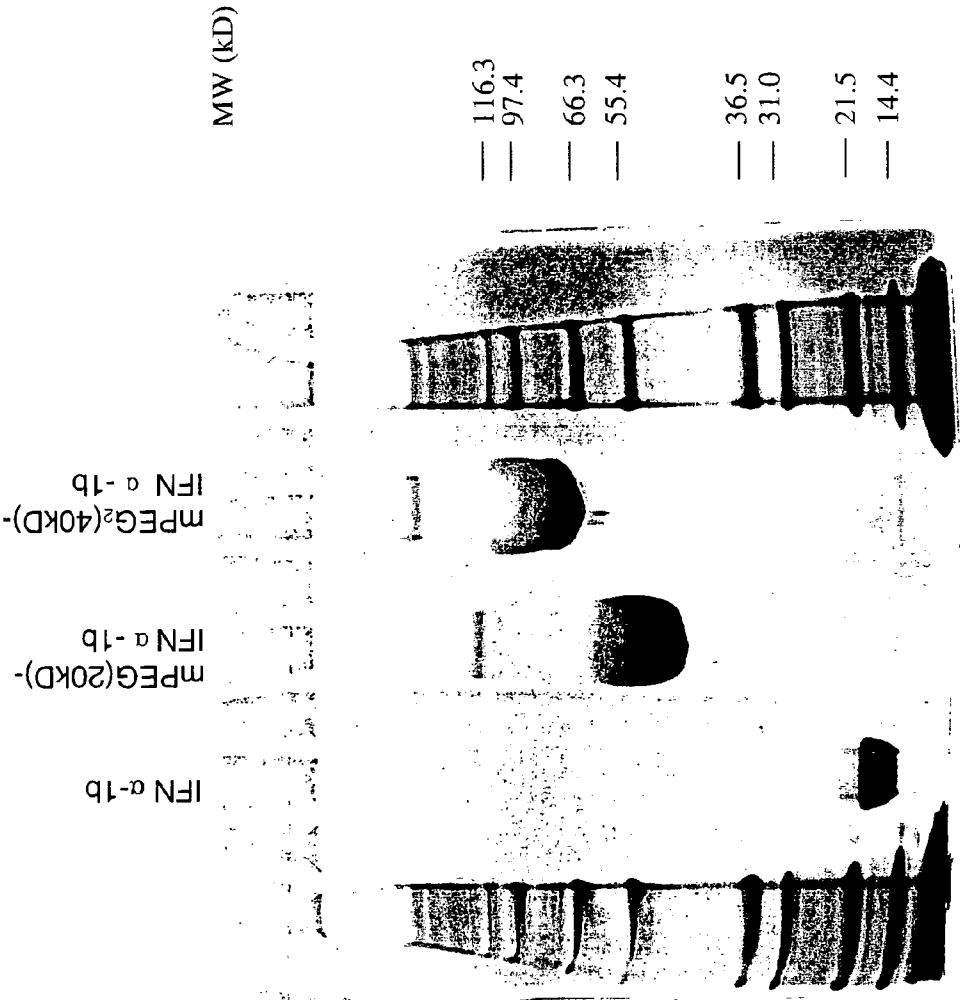 MW (kD)
116.3
97.4
66.3
55.4
36.5
31.0
21.5
14.4
mPEG₂(40kD)-
IFN α -1b
mPEG(20kD)-
IFN α -1b
IFN α-1b